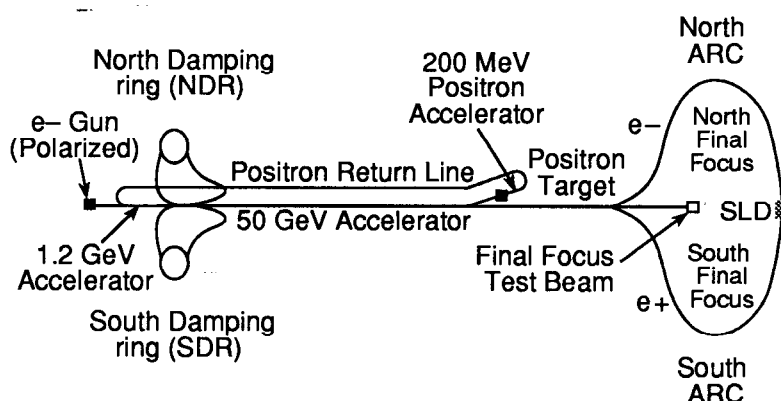 North
ARC
North Damping
ring (NDR)
200 MeV
Positron
Accelerator
e– Gun
(Polarized)
e–
North
Final
Focus
Positron Return Line
Positron
Target
50 GeV Accelerator
SLD
1.2 GeV
Accelerator
Final Focus
Test Beam
South
Final
Focus
e+
South Damping
ring (SDR)
South
ARC